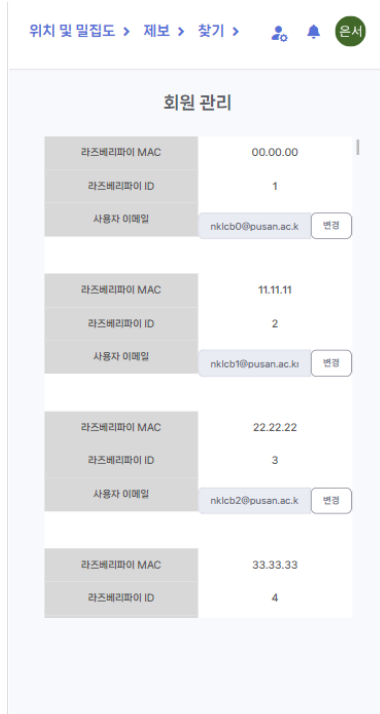 위치 및 밀집도 > 제보 > 찾기 > 은서
회원 관리
라즈베리파이 MAC 00.00.00
라즈베리파이 ID 1
사용자 이메일 nklcb0@pusan.ac.k 변경
라즈베리파이 MAC 11.11.11
라즈베리파이 ID 2
사용자 이메일 nklcb1@pusan.ac.k 변경
라즈베리파이 MAC 22.22.22
라즈베리파이 ID 3
사용자 이메일 nklcb2@pusan.ac.k 변경
라즈베리파이 MAC 33.33.33
라즈베리파이 ID 4